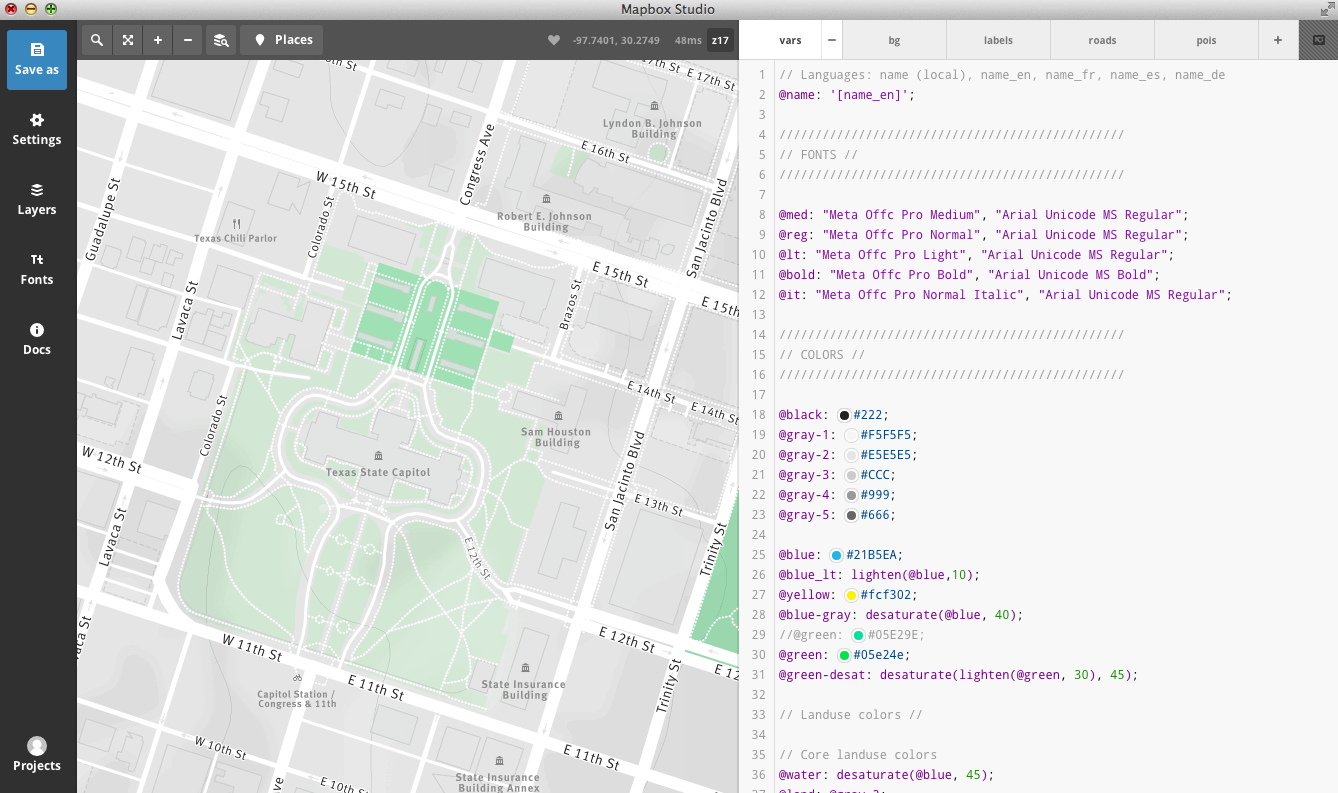 Mapbox Studio
Save as
Settings
Layers
Tt
Fonts
Docs
Projects
Places
-97.7401, 30.2749
48ms
z17
E 17th St
E 17th St
Lyndon B. Johnson
Building
E 16th St
Congress Ave
W 15th St
Guadalupe St
Robert E. Johnson
Building
San Jacinto Blvd
Texas Chili Parlor
Colorado St
E 15th St
E 15th
Lavaca St
Brazos St
E 14th St
E 14th St
Colorado St
Sam Houston
Building
San Jacinto Blvd
W 12th St
Texas State Capitol
E 13th St
Lavaca St
Trinity St
E 12th St
W 11th St
E 12th St
E 12
vaca St
Trinity St
Capitol Station /
Congress & 11th
E 11th St
State Insurance
Building
W 10th St
E 11th St
State Insurance
Building Annex
E 10th St
ve
vars
bg
labels
roads
pois
1 // Languages: name (local), name_en, name_fr, name_es, name_de
2 @name: '[name_en]';
3
4 ////////////////////////////////////////////////
5 // FONTS //
6 ////////////////////////////////////////////////
7
8 @med: "Meta Offc Pro Medium", "Arial Unicode MS Regular";
9 @reg: "Meta Offc Pro Normal", "Arial Unicode MS Regular";
10 @lt: "Meta Offc Pro Light", "Arial Unicode MS Regular";
11 @bold: "Meta Offc Pro Bold", "Arial Unicode MS Bold";
12 @it: "Meta Offc Pro Normal Italic", "Arial Unicode MS Regular";
13
14 ////////////////////////////////////////////////
15 // COLORS //
16 ////////////////////////////////////////////////
17
18 @black: #222;
19 @gray-1: #F5F5F5;
20 @gray-2: #E5E5E5;
21 @gray-3: #CCC;
22 @gray-4: #999;
23 @gray-5: #666;
24
25 @blue: #21B5EA;
26 @blue_lt: lighten(@blue,10);
27 @yellow: #fcf302;
28 @blue-gray: desaturate(@blue, 40);
29 //@green: #05E29E;
30 @green: #05e24e;
31 @green-desat: desaturate(lighten(@green, 30), 45);
32
33 // Landuse colors //
34
35 // Core landuse colors
36 @water: desaturate(@blue, 45);